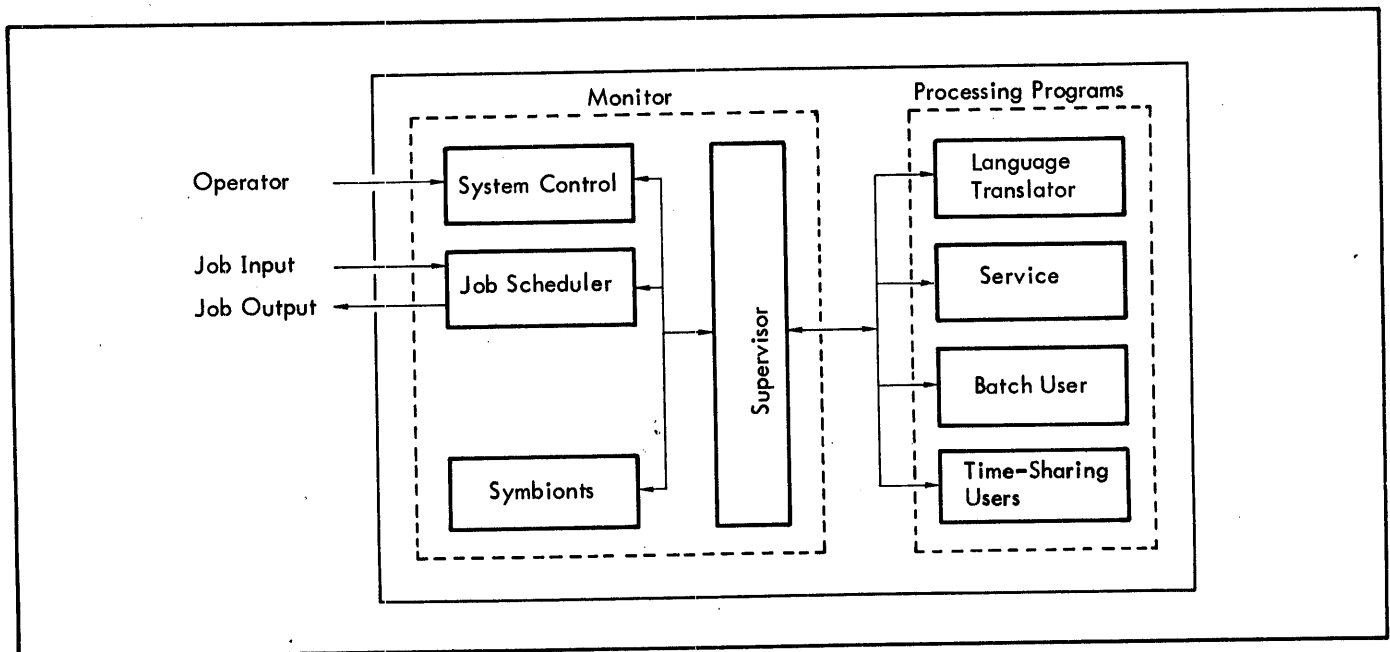 Monitor
Processing Programs
Operator
System Control
Job Input
Job Output
Job Scheduler
Symbionts
Supervisor
Language
Translator
Service
Batch User
Time-Sharing
Users